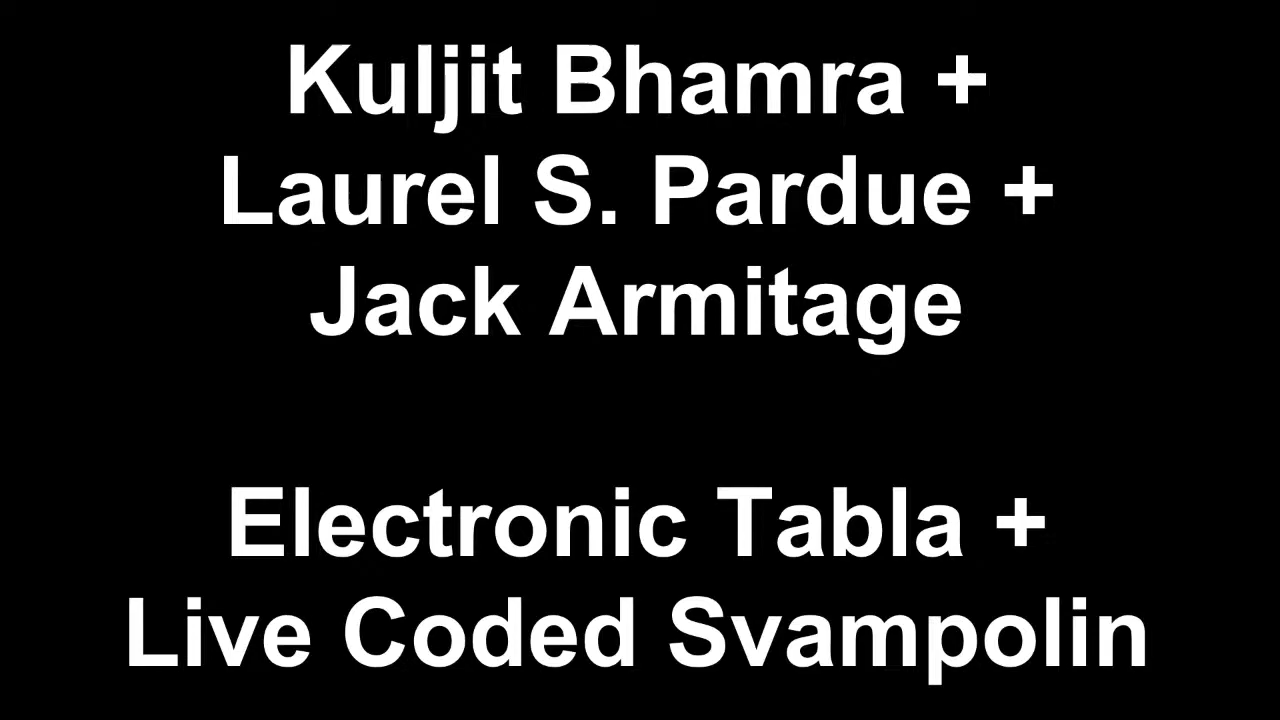 Kuljit Bhamra +
Laurel S. Pardue +
Jack Armitage
Electronic Tabla +
Live Coded Svampolin